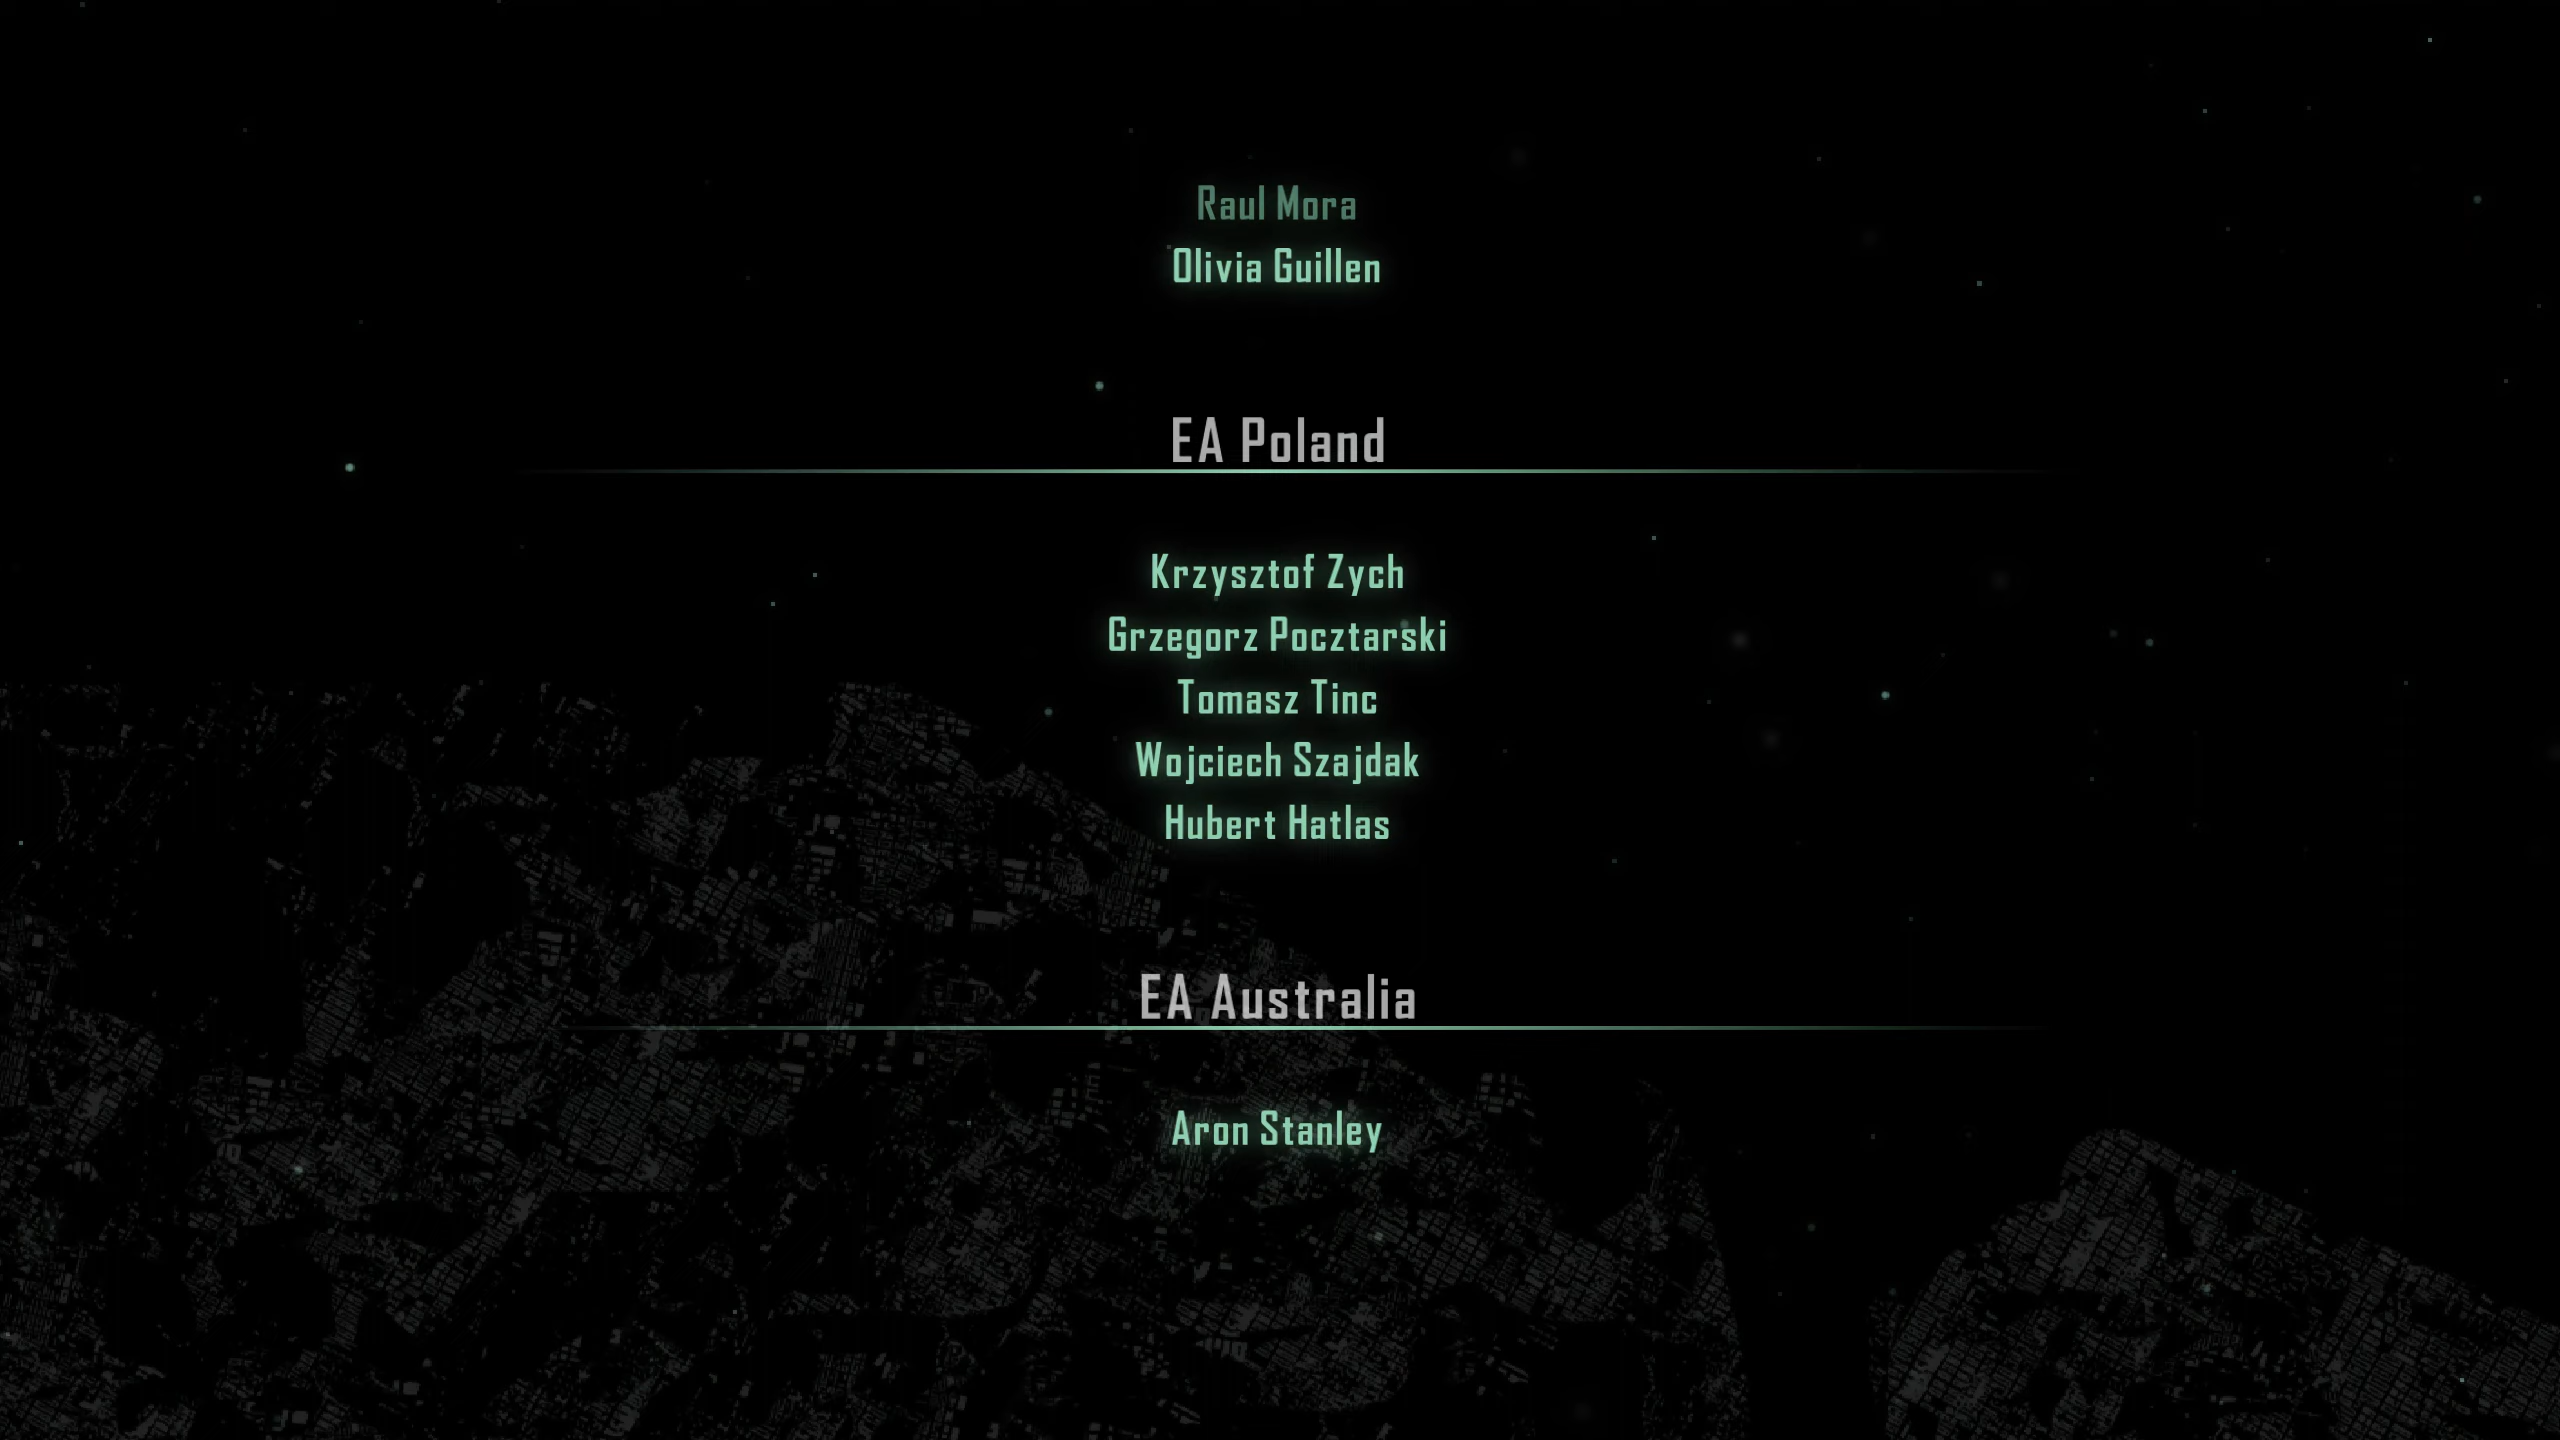 Raul Mora
Olivia Guillen
EA Poland
Krzysztof Zych
Grzegorz Pocztarski
Tomasz Tinc
Wojciech Szajdak
Hubert Hatlas
EA Australia
Aron Stanley